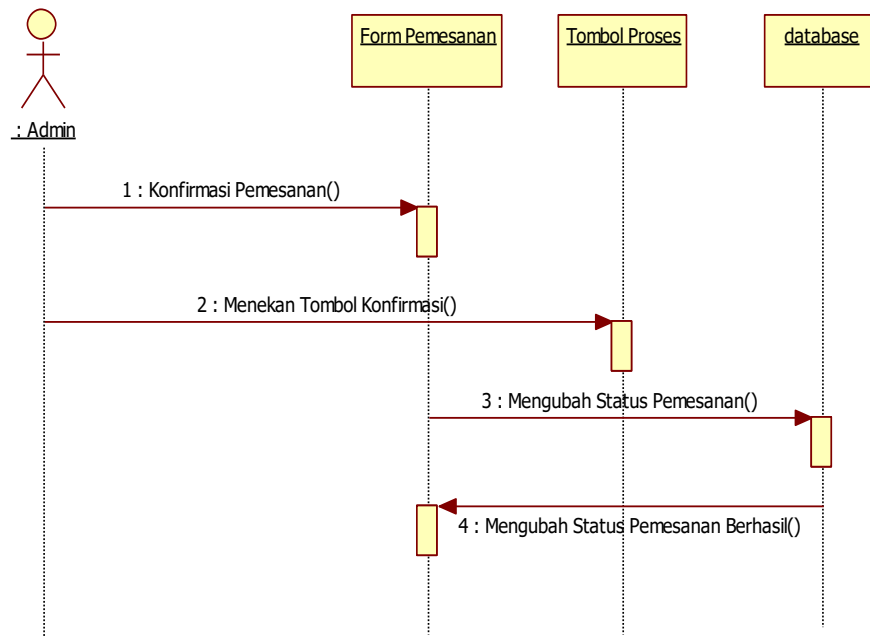 Form Pemesanan
Tombol Proses
database
: Admin
1 : Konfirmasi Pemesanan()
2 : Menekan Tombol Konfirmasi()
3 : Mengubah Status Pemesanan()
4 : Mengubah Status Pemesanan Berhasil()